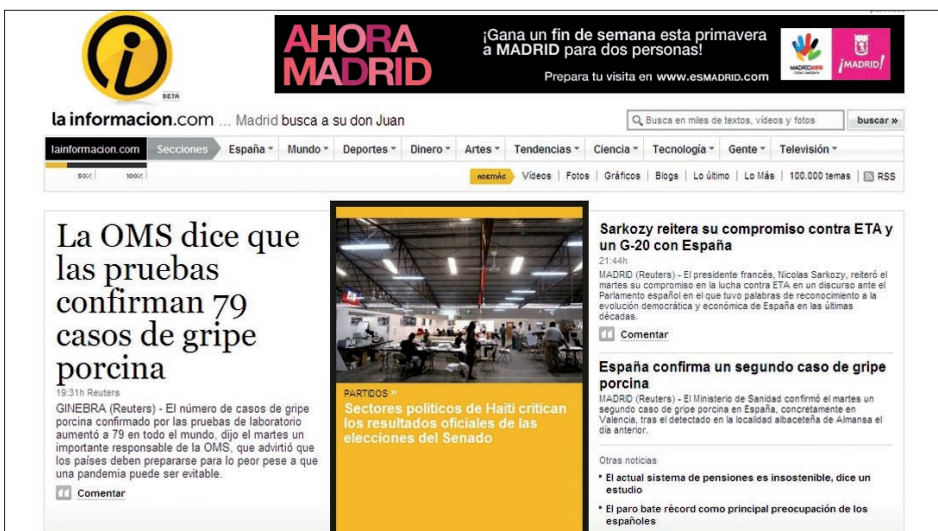 AHORA
MADRID
¡Gana un fin de semana esta primavera
a MADRID para dos personas!
Prepara tu visita en www.esMADRID.com
¡MADRID!
i
BETA
lainformacion.com ... Madrid busca a su don Juan
Busca en miles de textos, vídeos y fotos
buscar »
lainformacion.com Secciones España Mundo Deportes Dinero Artes Tendencias Ciencia Tecnología Gente Televisión
50% 100%
ADEMÁS Vídeos | Fotos | Gráficos | Blogs | Lo último | Lo Más | 100.000 temas | RSS
La OMS dice que
las pruebas
confirman 79
casos de gripe
porcina
19:31h Reuters
GINEBRA (Reuters) - El número de casos de gripe
porcina confirmado por las pruebas de laboratorio
aumentó a 79 en todo el mundo, dijo el martes un
importante responsable de la OMS, que advirtió que
los países deben prepararse para lo peor pese a que
una pandemia puede ser evitable.
Comentar
PARTIDOS »
Sectores políticos de Haití critican
los resultados oficiales de las
elecciones del Senado
Sarkozy reitera su compromiso contra ETA y
un G-20 con España
21:44h
MADRID (Reuters) - El presidente francés, Nicolas Sarkozy, reiteró el
martes su compromiso en la lucha contra ETA en un discurso ante el
Parlamento español en el que tuvo palabras de reconocimiento a la
evolución democrática y económica de España en las últimas
décadas.
Comentar
España confirma un segundo caso de gripe
porcina
MADRID (Reuters) - El Ministerio de Sanidad confirmó el martes un
segundo caso de gripe porcina en España, concretamente en
Valencia, tras el detectado en la localidad albaceteña de Almansa el
día anterior.
Otras noticias
El actual sistema de pensiones es insostenible, dice un
estudio
El paro bate récord como principal preocupación de los
españoles